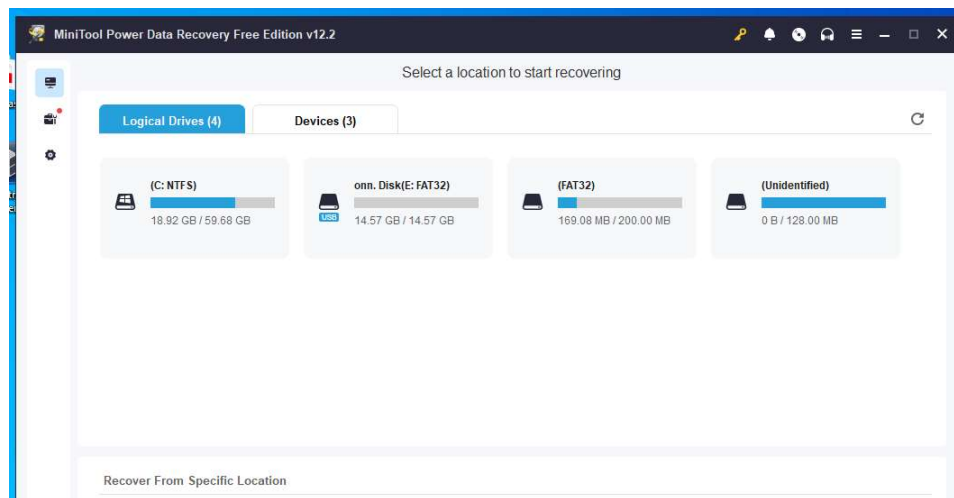 MiniTool Power Data Recovery Free Edition v12.2
Select a location to start recovering
Logical Drives (4)
Devices (3)
(C: NTFS)
18.92 GB / 59.68 GB
onn. Disk(E: FAT32)
USB
14.57 GB / 14.57 GB
(FAT32)
169.08 MB / 200.00 MB
(Unidentified)
0 B / 128.00 MB
Recover From Specific Location